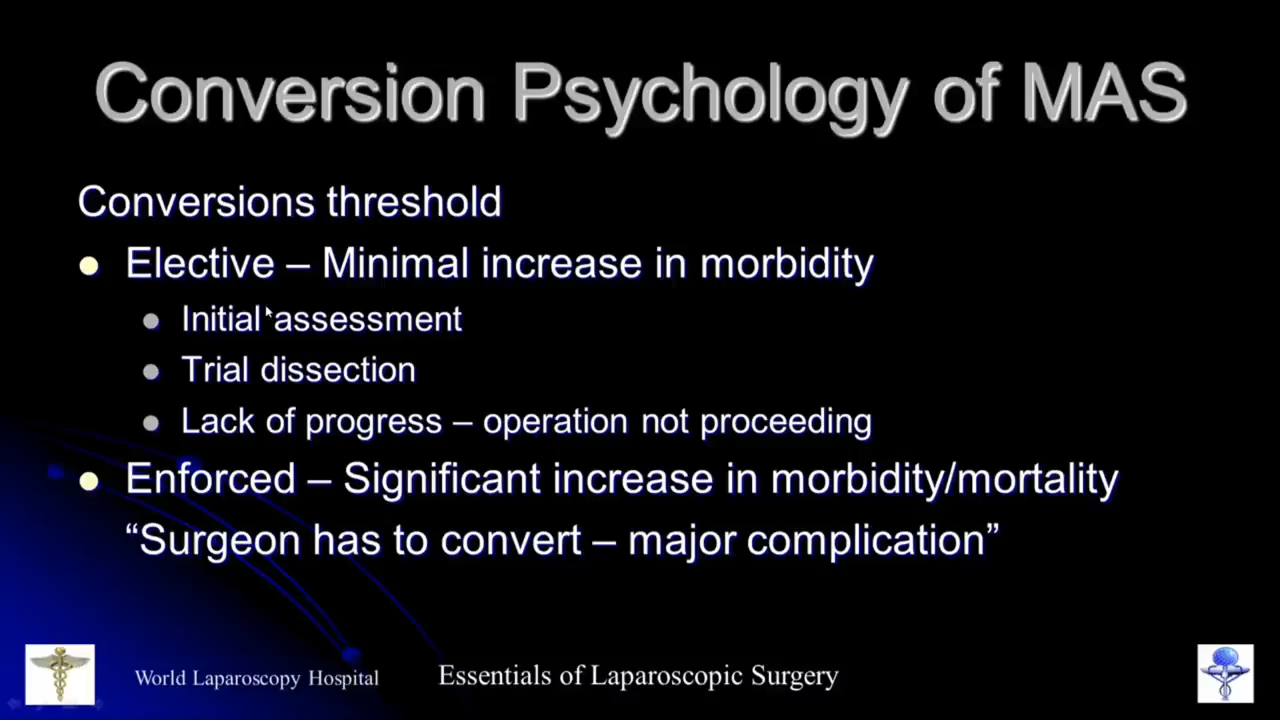 Conversion Psychology of MAS
Conversions threshold
Elective – Minimal increase in morbidity
Initial assessment
Trial dissection
Lack of progress – operation not proceeding
Enforced – Significant increase in morbidity/mortality
“Surgeon has to convert – major complication”
World Laparoscopy Hospital Essentials of Laparoscopic Surgery